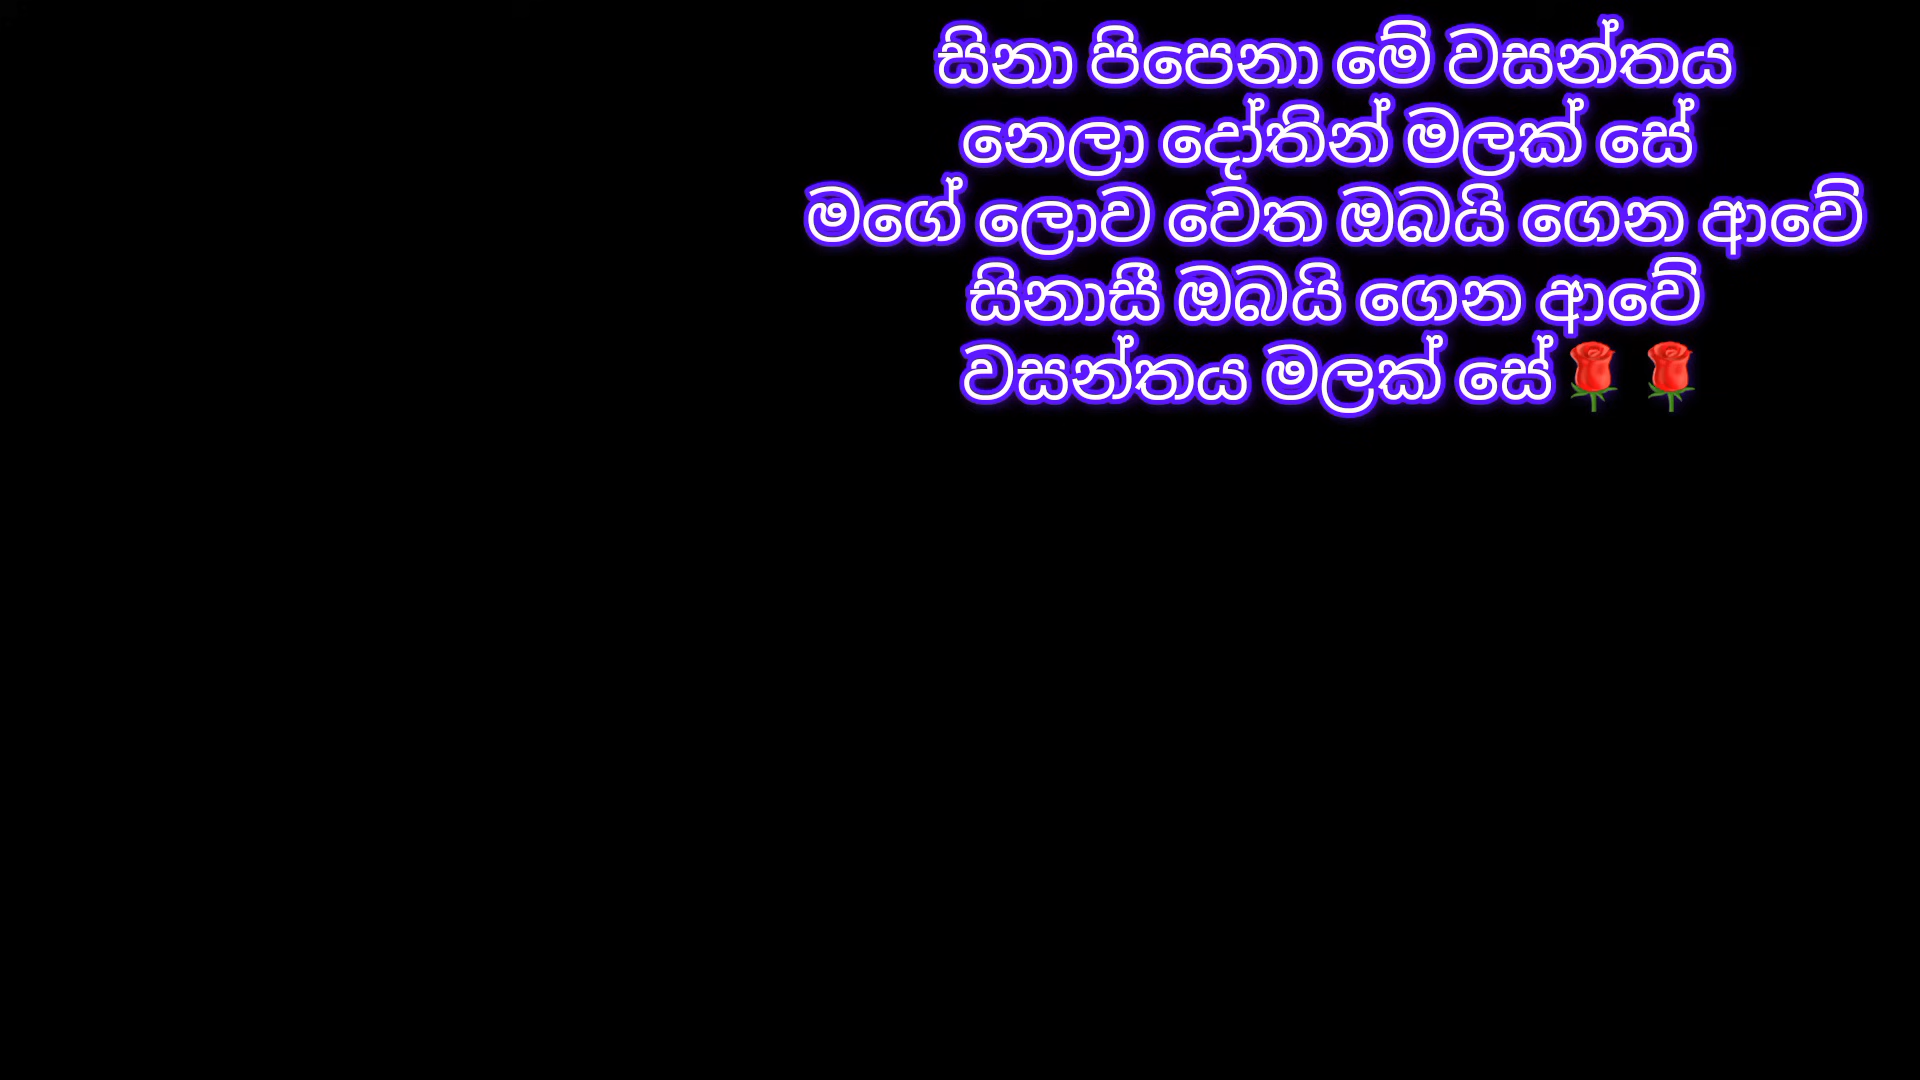 සිනා පිපෙනා මේ වසන්තය
නෙලා දෝතින් මලක් සේ
මගේ ලොව වෙත ඔබයි ගෙන ආවේ
සිනාසී ඔබයි ගෙන ආවේ
වසන්තය මලක් සේ🌹 🌹